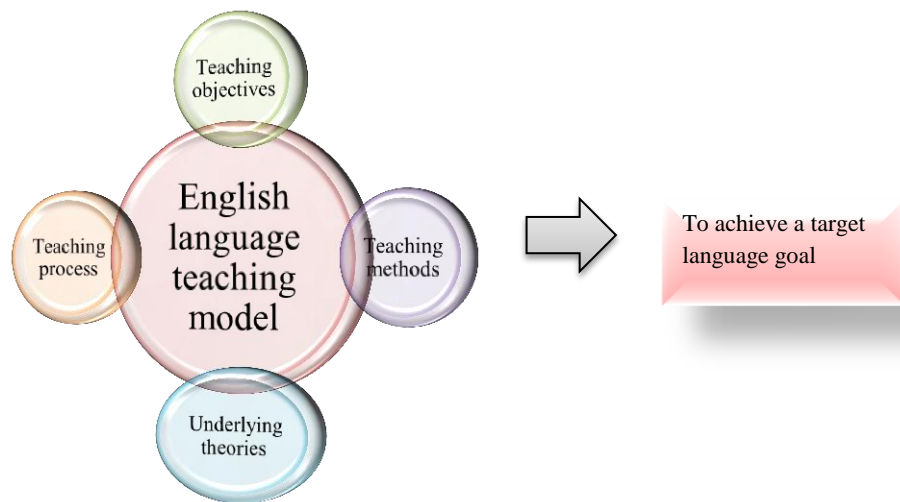 Teaching
objectives
English
language
teaching
model
Teaching
process
Teaching
methods
Underlying
theories
To achieve a target
language goal